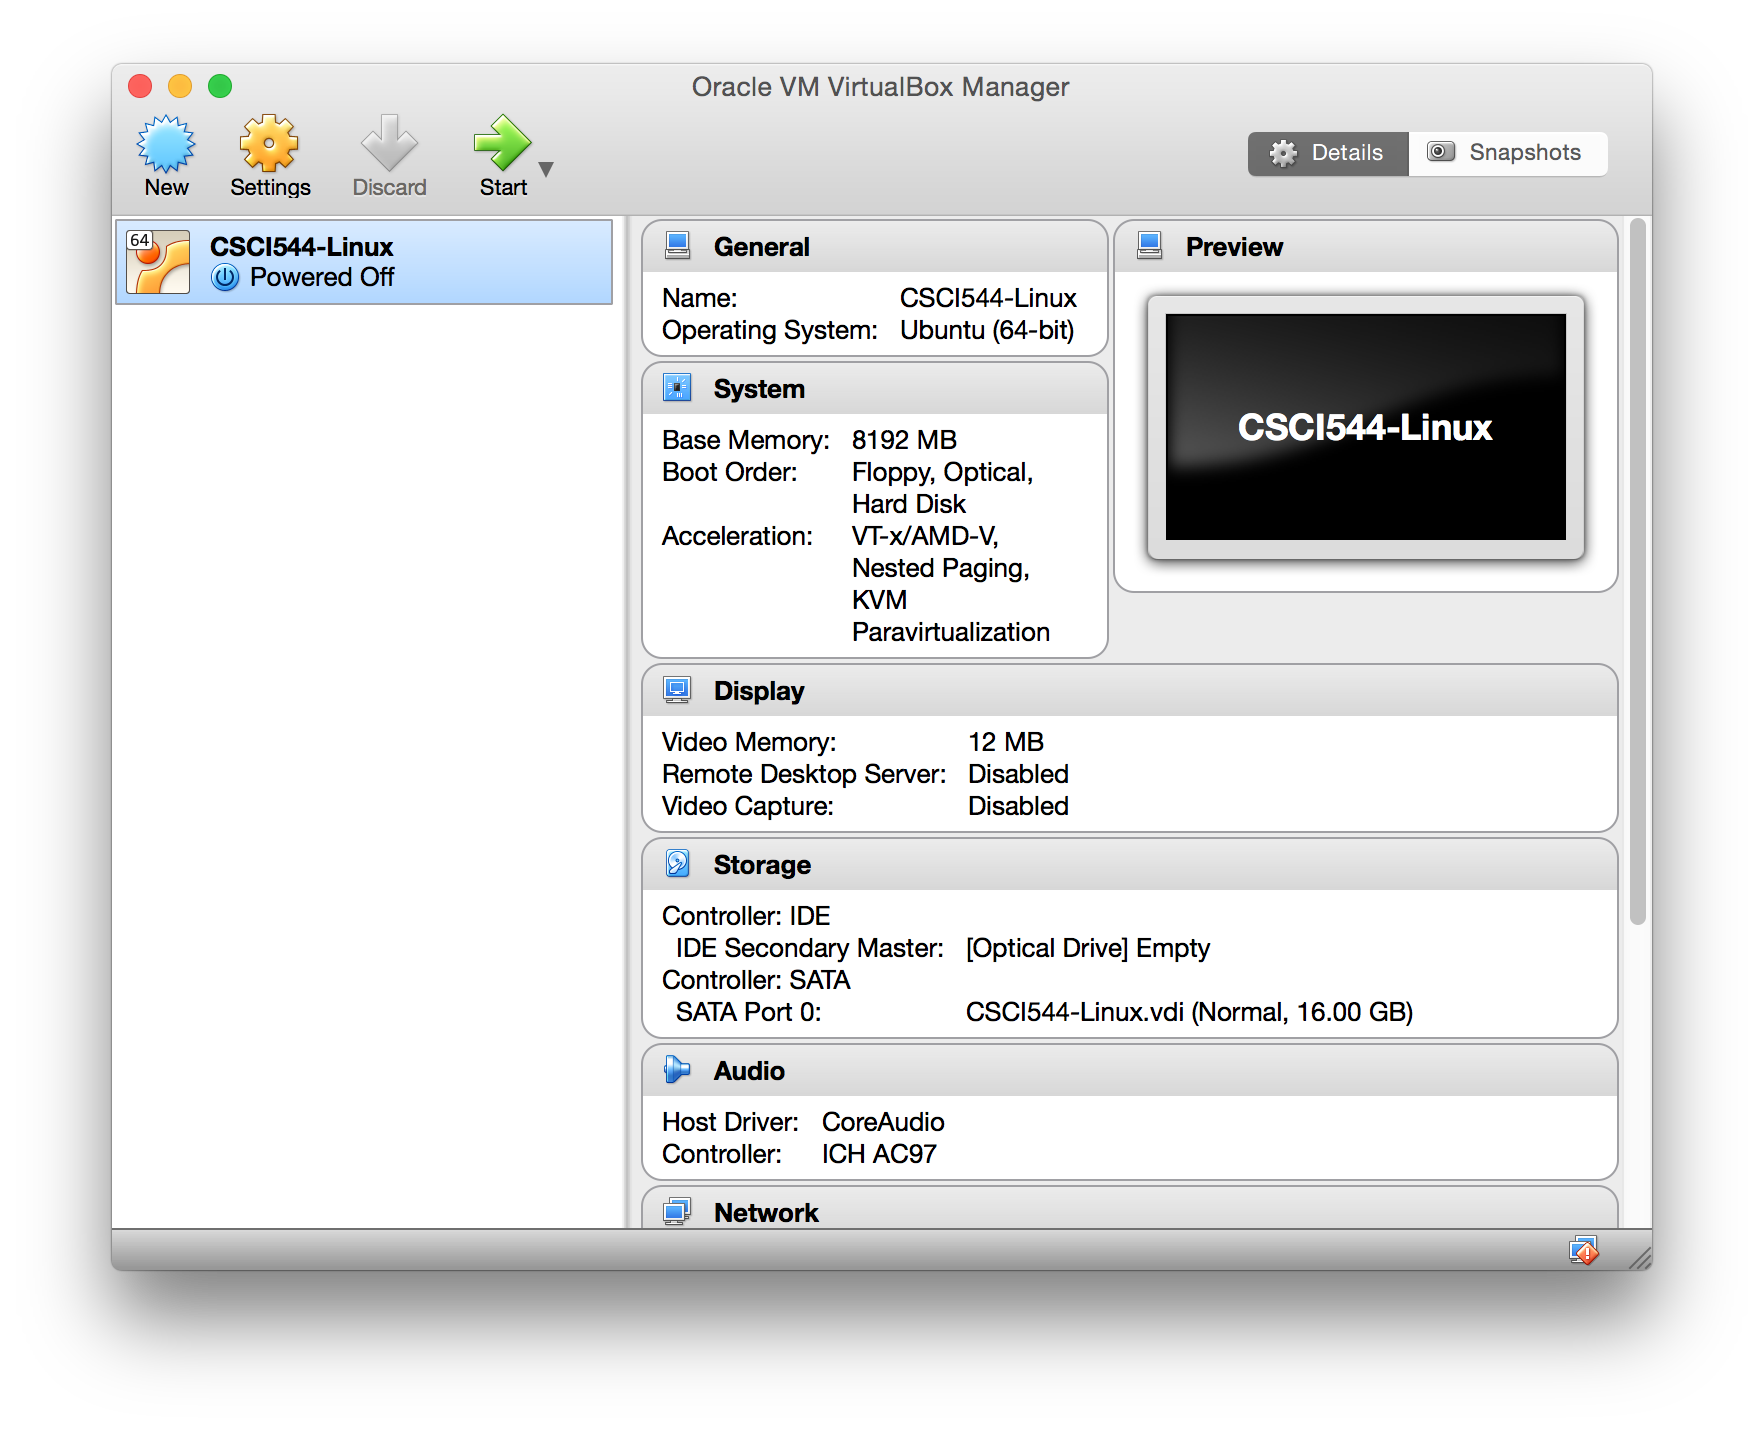 Oracle VM VirtualBox Manager
New
Settings
Discard
Start
Details
Snapshots
64
CSCI544-Linux
Powered Off
General
Name: CSCI544-Linux
Operating System: Ubuntu (64-bit)
Preview
CSCI544-Linux
System
Base Memory: 8192 MB
Boot Order: Floppy, Optical,
Hard Disk
Acceleration: VT-x/AMD-V,
Nested Paging,
KVM
Paravirtualization
Display
Video Memory: 12 MB
Remote Desktop Server: Disabled
Video Capture: Disabled
Storage
Controller: IDE
IDE Secondary Master: [Optical Drive] Empty
Controller: SATA
SATA Port 0: CSCI544-Linux.vdi (Normal, 16.00 GB)
Audio
Host Driver: CoreAudio
Controller: ICH AC97
Network